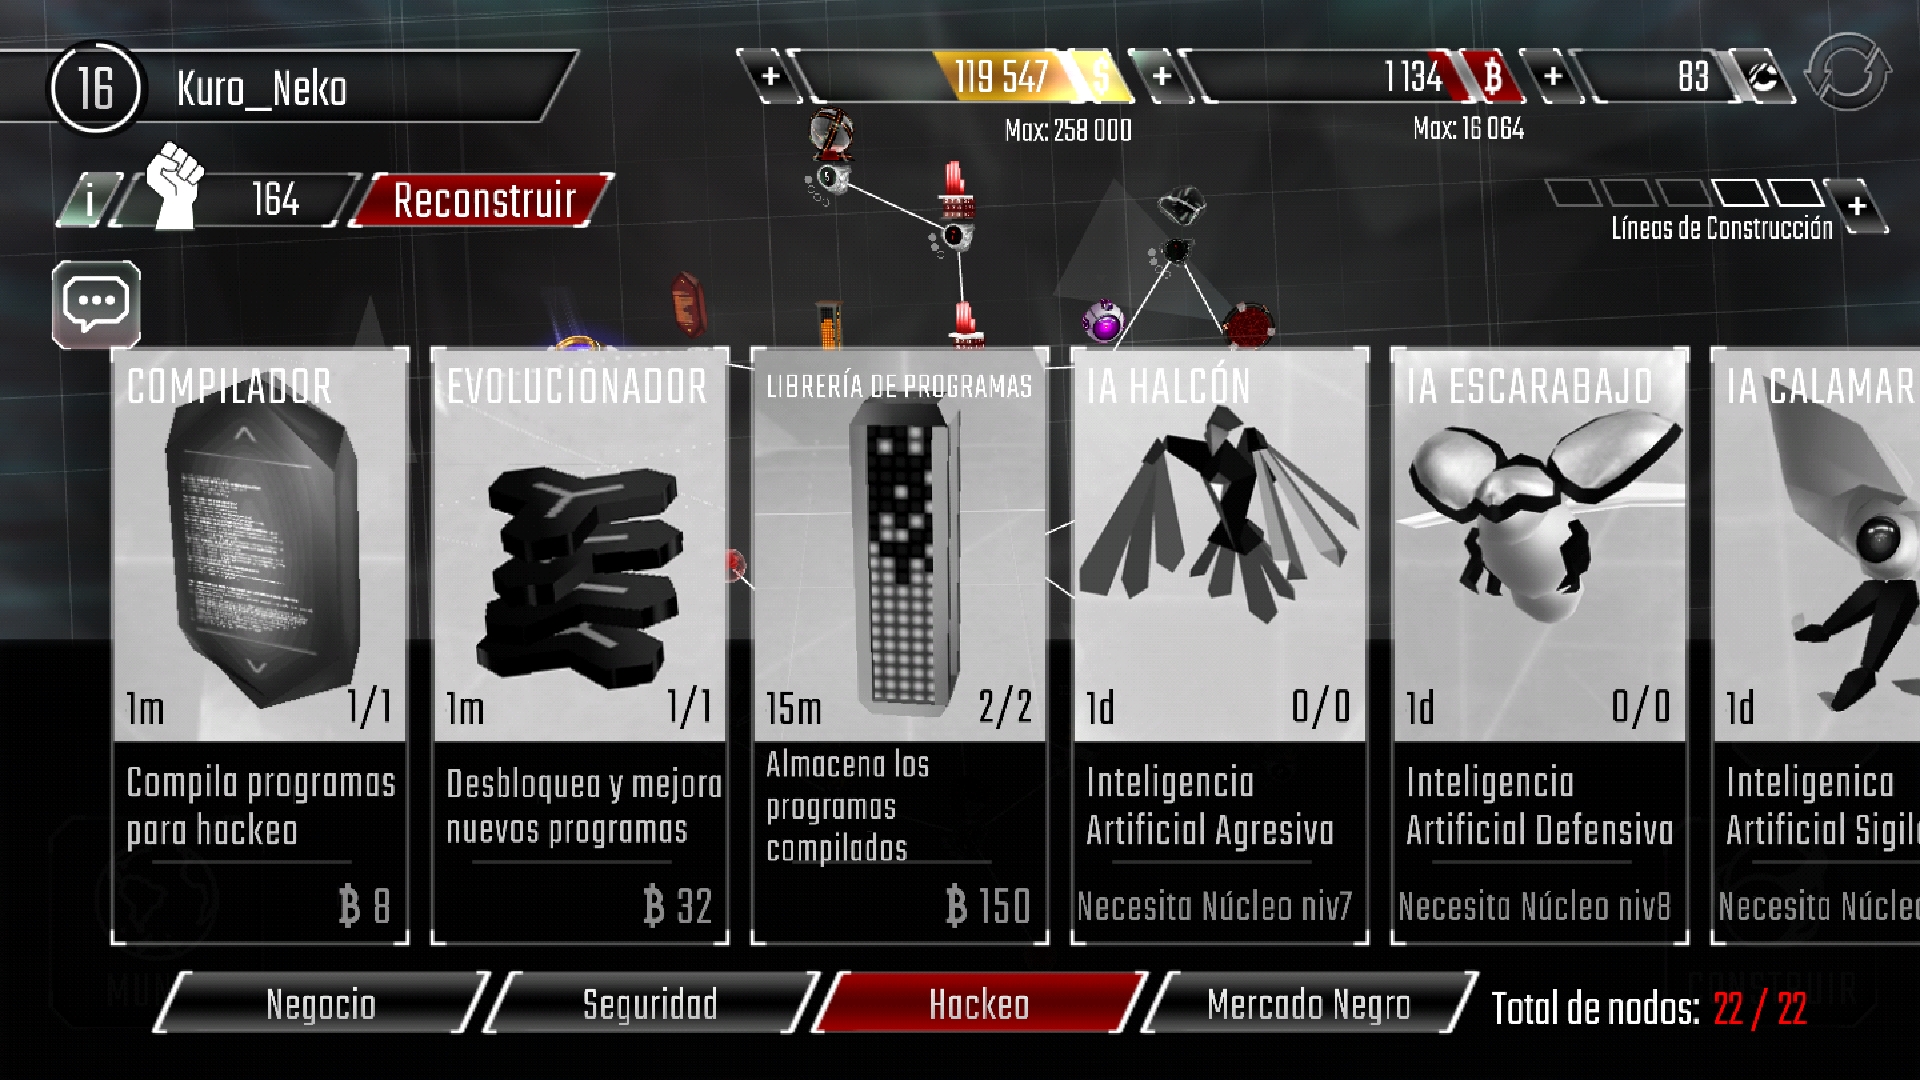 16 Kuro_Neko
119 547 $
Max: 258 000
1 134 ₿
Max: 16 064
83
i 164 Reconstruir
Líneas de Construcción
COMPILADOR
1m 1/1
Compila programas
para hackeo
₿ 8
EVOLUCIONADOR
1m 1/1
Desbloquea y mejora
nuevos programas
₿ 32
LIBRERÍA DE PROGRAMAS
15m 2/2
Almacena los
programas
compilados
₿ 150
IA HALCÓN
1d 0/0
Inteligencia
Artificial Agresiva
Necesita Núcleo niv7
IA ESCARABAJO
1d 0/0
Inteligencia
Artificial Defensiva
Necesita Núcleo niv8
IA CALAMAR
1d
Inteligenica
Artificial Sigil
Necesita Núcle
Negocio
Seguridad
Hackeo
Mercado Negro
Total de nodos: 22 / 22